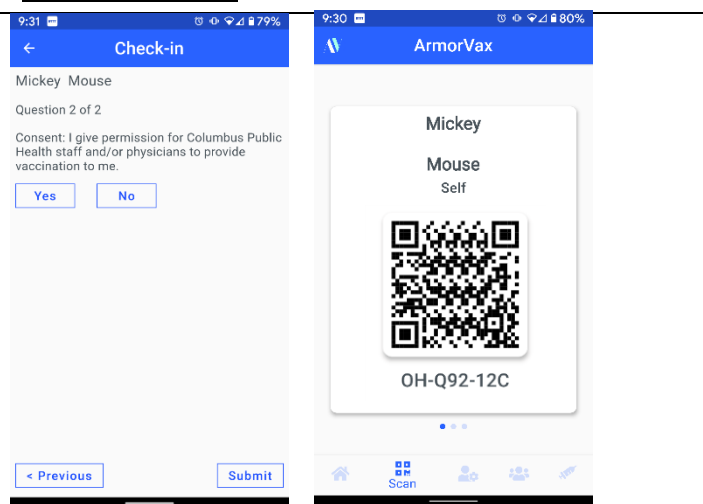 9:31
79%
Check-in
Mickey Mouse
Question 2 of 2
Consent: I give permission for Columbus Public
Health staff and/or physicians to provide
vaccination to me.
Yes
No
< Previous
Submit
9:30
80%
ArmorVax
Mickey
Mouse
Self
OH-Q92-12C
Scan